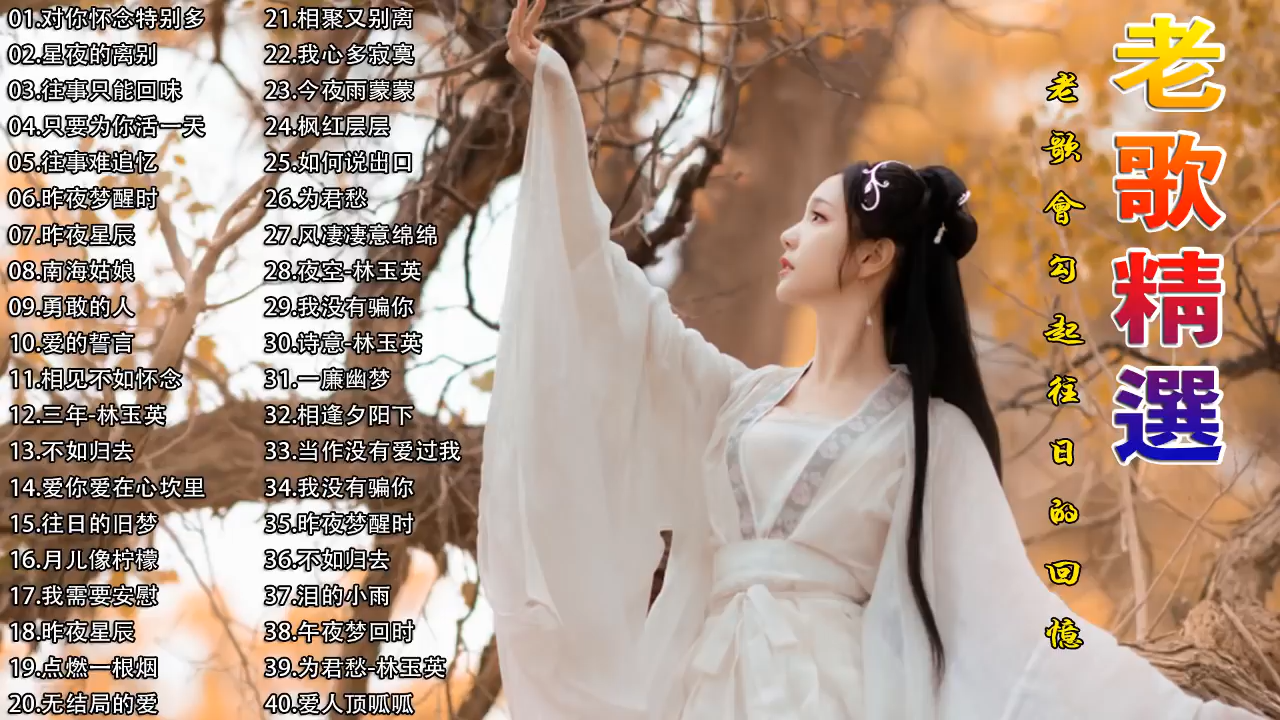 01.对你怀念特别多
02.星夜的离别
03.往事只能回味
04.只要为你活一天
05.往事难追忆
06.昨夜梦醒时
07.昨夜星辰
08.南海姑娘
09.勇敢的人
10.爱的誓言
11.相见不如怀念
12.三年-林玉英
13.不如归去
14.爱你爱在心坎里
15.往日的旧梦
16.月儿像柠檬
17.我需要安慰
18.昨夜星辰
19.点燃一根烟
20.无结局的爱
21.相聚又别离
22.我心多寂寞
23.今夜雨蒙蒙
24.枫红层层
25.如何说出口
26.为君愁
27.风凄凄意绵绵
28.夜空-林玉英
29.我没有骗你
30.诗意-林玉英
31.一廉幽梦
32.相逢夕阳下
33.当作没有爱过我
34.我没有骗你
35.昨夜梦醒时
36.不如归去
37.泪的小雨
38.午夜梦回时
39.为君愁-林玉英
40.爱人顶呱呱
老歌精選
老歌會勾起往日的回憶